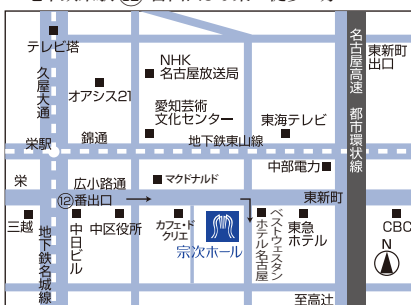 テレビ塔
久屋大通
オアシス21
NHK
名古屋放送局
名古屋高速 都市環状線
東新町
出口
愛知芸術
文化センター
東海テレビ
栄駅
錦通
地下鉄東山線
中部電力
栄
広小路通
マクドナルド
東新町
⑫番出口
三越
地下鉄名城線
中日ビル
中区役所
カフェ・ド
クリエ
宗次ホール
ベストウェスタン
ホテル名古屋
東急
ホテル
CBC
N
至高辻